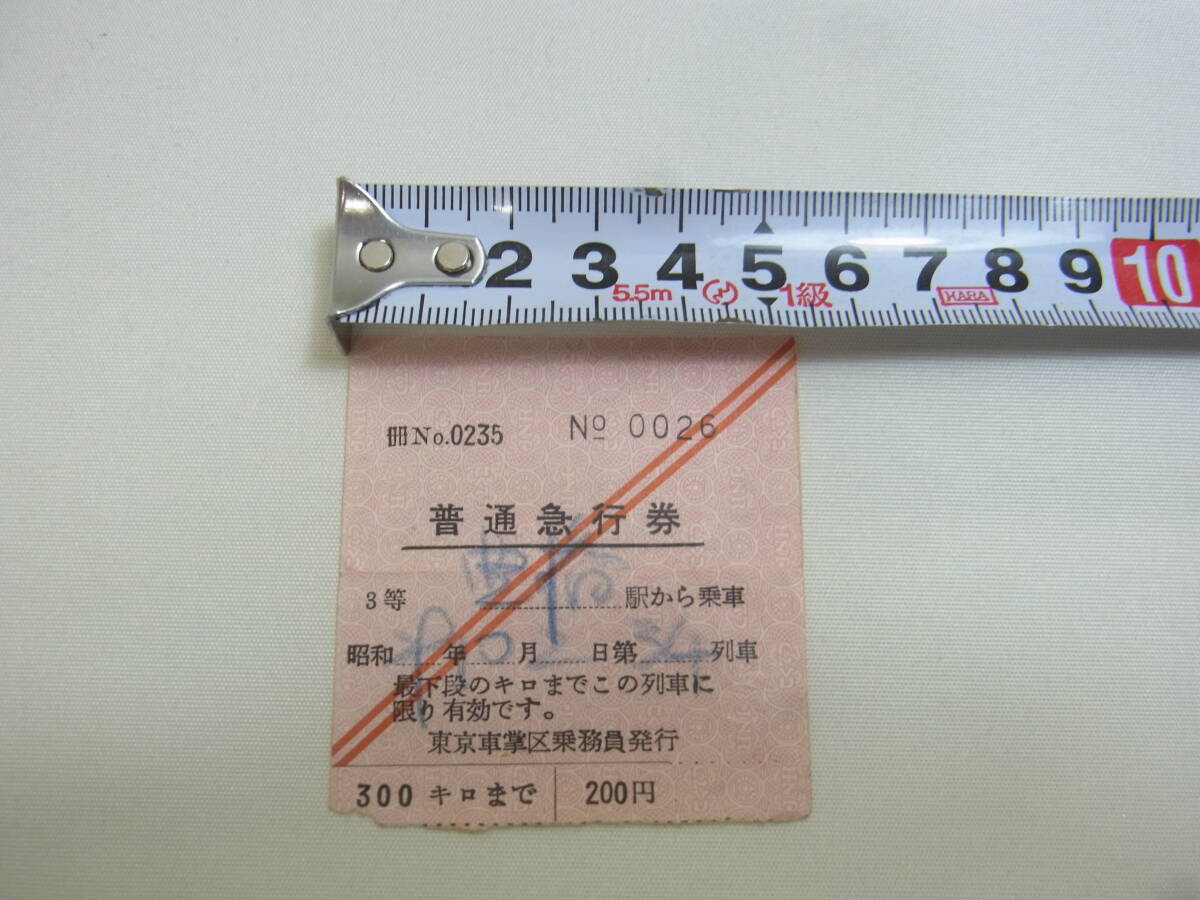 2 3 4 5 6 7 8 9 10
5.5m 1級 HARA
冊No.0235 No 0026
普通急行券
3等 豊橋 駅から乗車
昭和 年 月 日第 列車
最下段のキロまでこの列車に
限り有効です。
東京車掌区乗務員発行
300 キロまで 200円